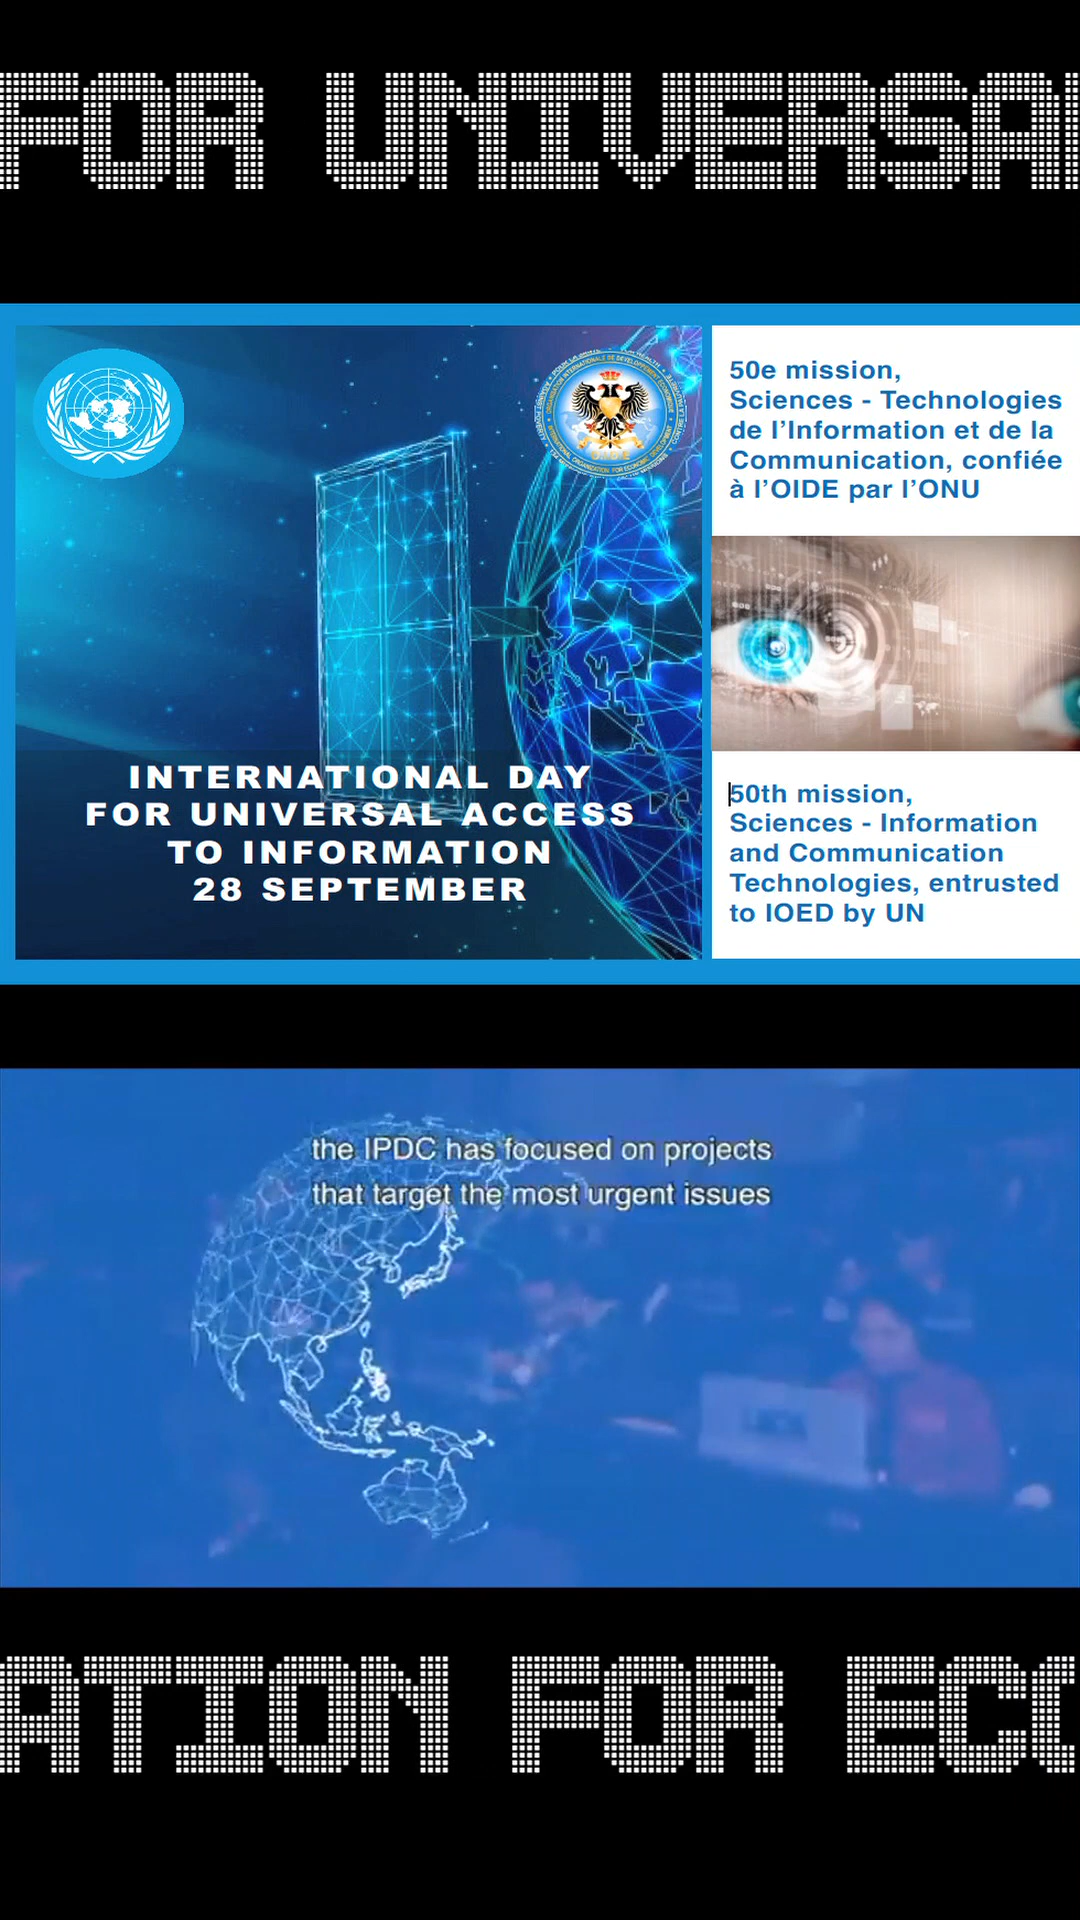 FOR UNIVERSA
50e mission,
Sciences - Technologies
de l'Information et de la
Communication, confiée
à l'OIDE par l'ONU
INTERNATIONAL DAY
FOR UNIVERSAL ACCESS
TO INFORMATION
28 SEPTEMBER
50th mission,
Sciences - Information
and Communication
Technologies, entrusted
to IOED by UN
the IPDC has focused on projects
that target the most urgent issues
ATION FOR ECO